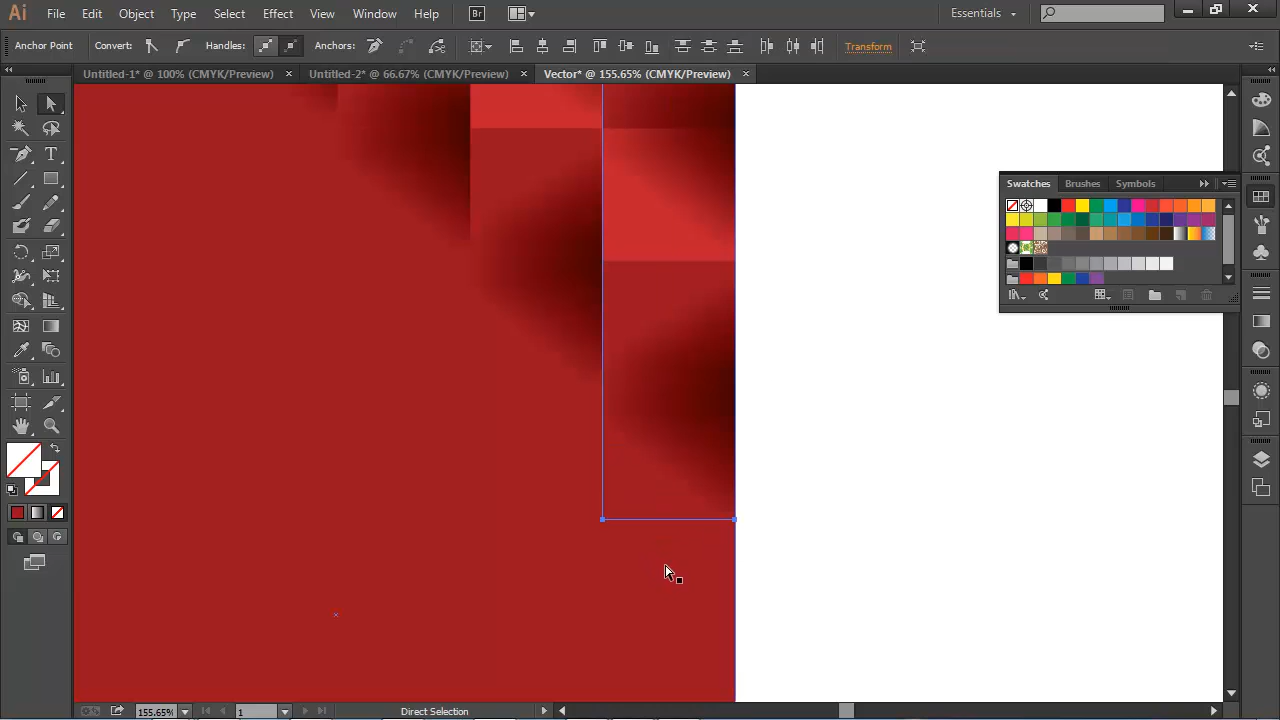 Ai File Edit Object Type Select Effect View Window Help Br Essentials
Anchor Point Convert: Handles: Anchors: Transform
Untitled-1* @ 100% (CMYK/Preview) Untitled-2* @ 66.67% (CMYK/Preview) Vector* @ 155.65% (CMYK/Preview)
Swatches Brushes Symbols
155.65% 1 Direct Selection